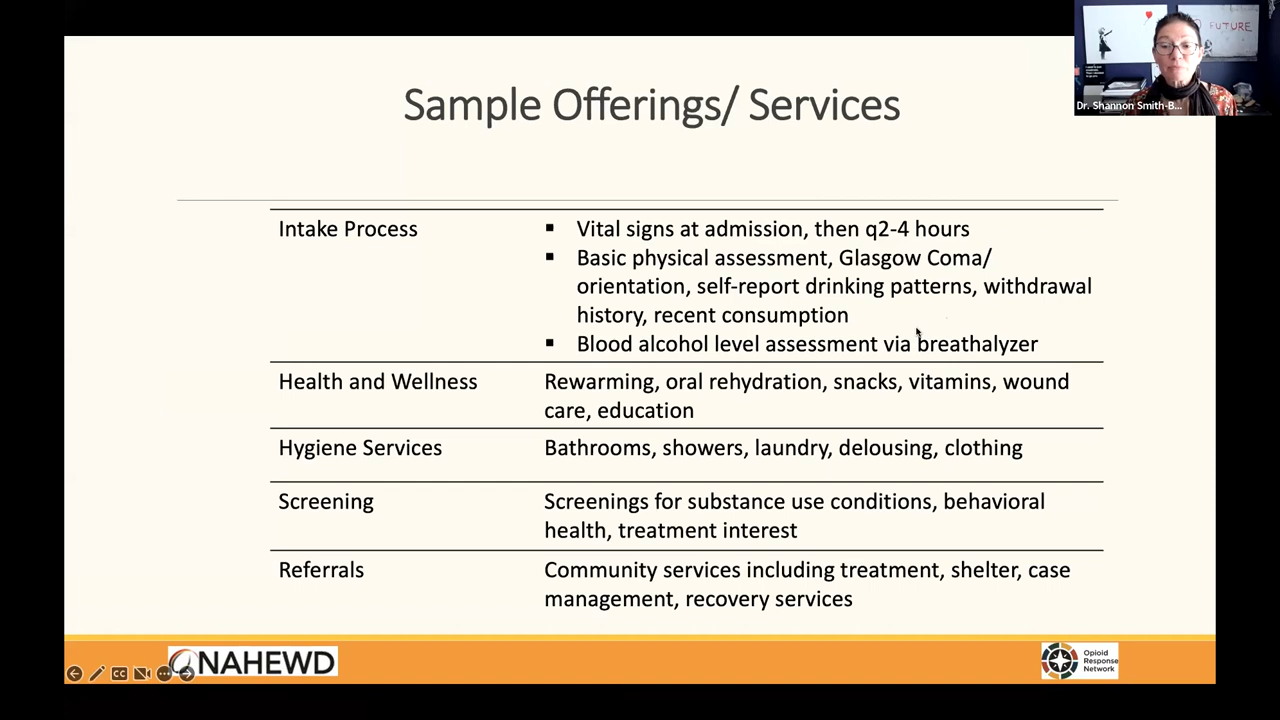 FUTURE
Dr. Shannon Smith-B...
Sample Offerings/ Services
Intake Process
▪ Vital signs at admission, then q2-4 hours
▪ Basic physical assessment, Glasgow Coma/
orientation, self-report drinking patterns, withdrawal
history, recent consumption
▪ Blood alcohol level assessment via breathalyzer
Health and Wellness
Rewarming, oral rehydration, snacks, vitamins, wound
care, education
Hygiene Services
Bathrooms, showers, laundry, delousing, clothing
Screening
Screenings for substance use conditions, behavioral
health, treatment interest
Referrals
Community services including treatment, shelter, case
management, recovery services
CC
NAHEWD
Opioid
Response
Network